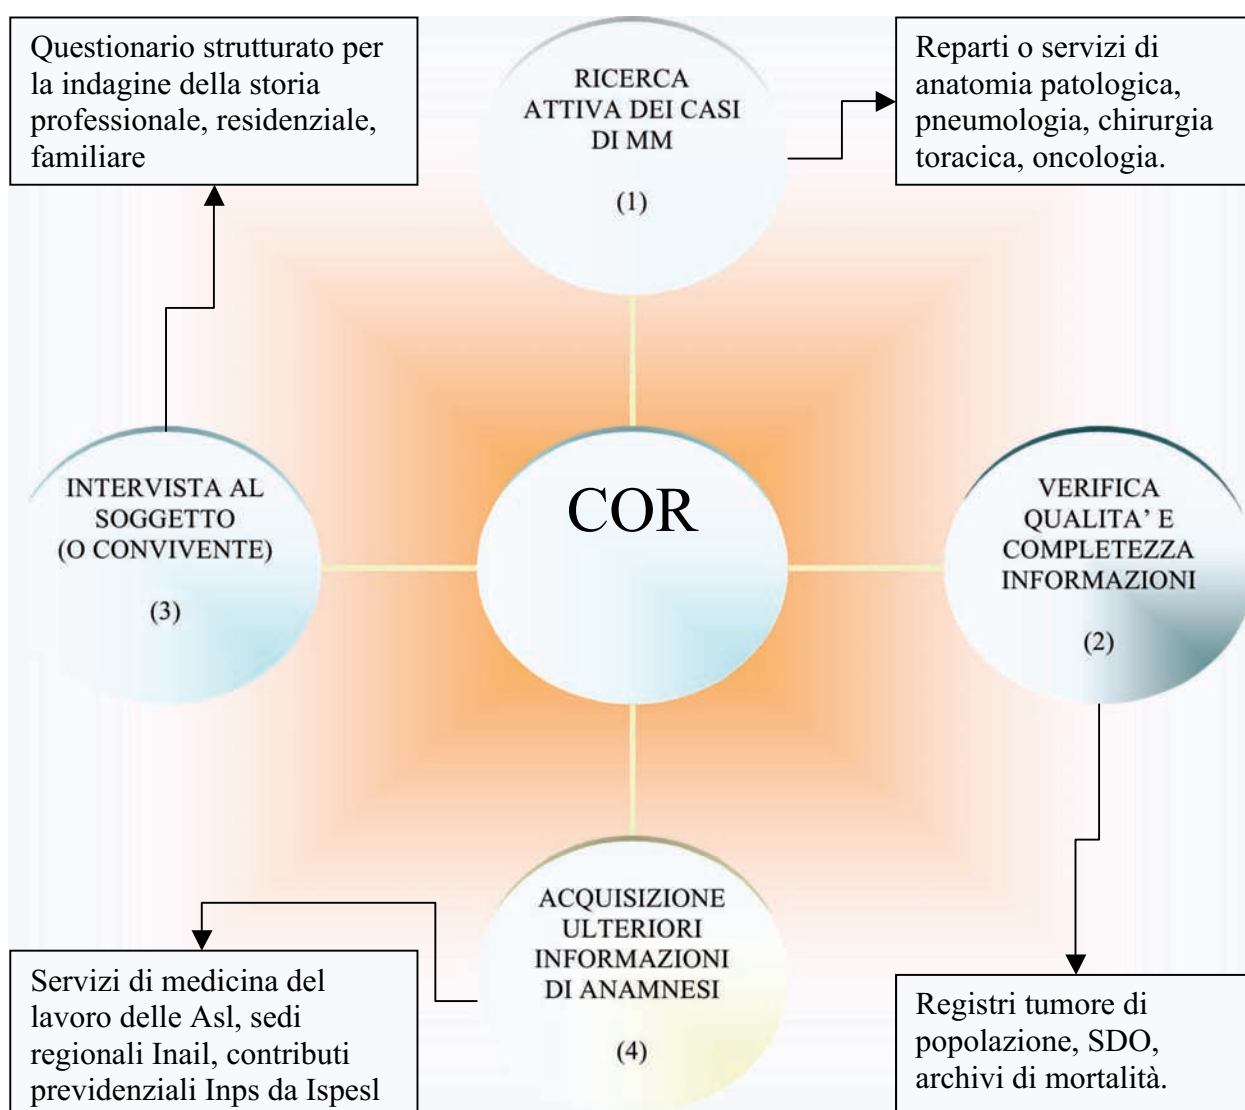 Questionario strutturato per
la indagine della storia
professionale, residenziale,
familiare
RICERCA
ATTIVA DEI CASI
DI MM
(1)
Reparti o servizi di
anatomia patologica,
pneumologia, chirurgia
toracica, oncologia.
INTERVISTA AL
SOGGETTO
(O CONVIVENTE)
(3)
COR
VERIFICA
QUALITA’ E
COMPLETEZZA
INFORMAZIONI
(2)
ACQUISIZIONE
ULTERIORI
INFORMAZIONI
DI ANAMNESI
(4)
Servizi di medicina del
lavoro delle Asl, sedi
regionali Inail, contributi
previdenziali Inps da Ispesl
Registri tumore di
popolazione, SDO,
archivi di mortalità.